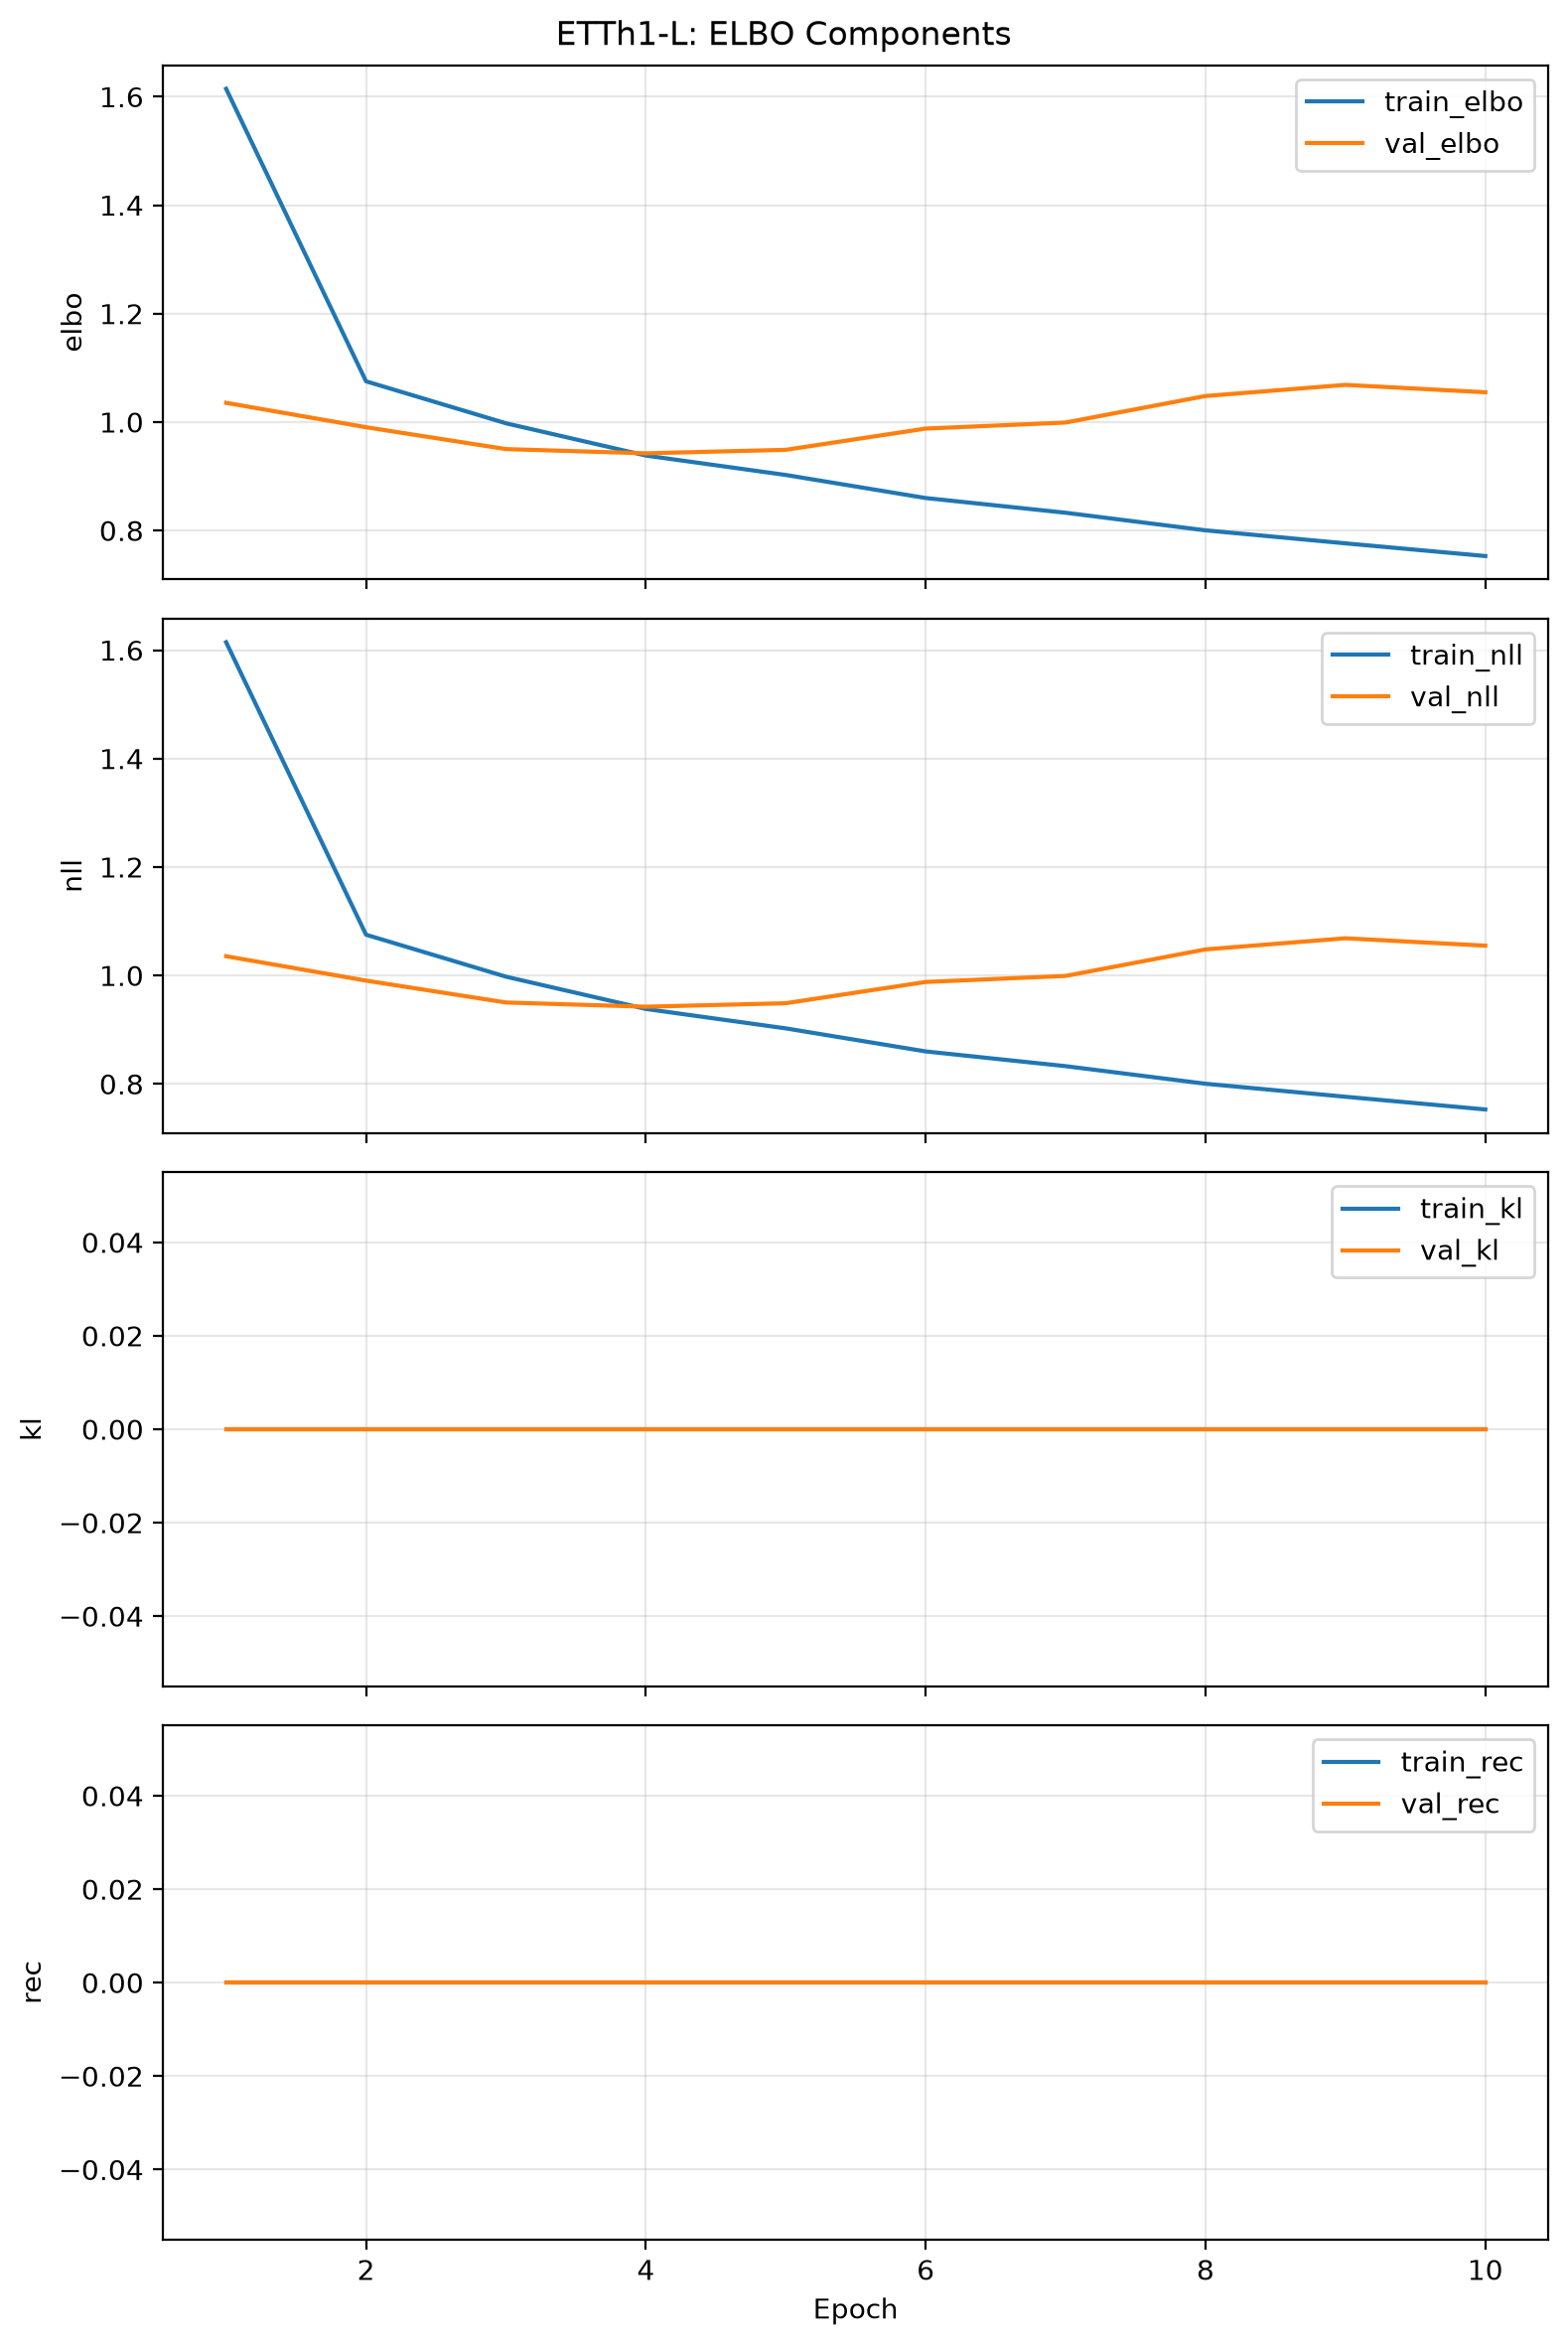 ETTh1-L: ELBO Components
1.6
1.4
1.2
1.0
0.8
elbo
train_elbo
val_elbo
1.6
1.4
1.2
1.0
0.8
nll
train_nll
val_nll
0.04
0.02
0.00
−0.02
−0.04
kl
train_kl
val_kl
0.04
0.02
0.00
−0.02
−0.04
rec
train_rec
val_rec
2 4 6 8 10
Epoch